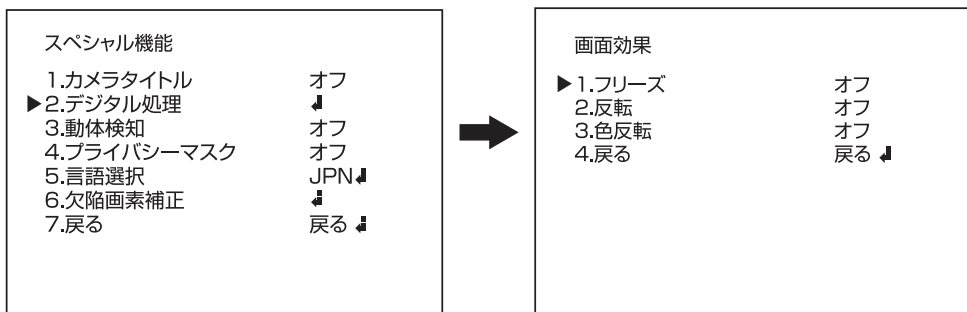 スペシャル機能
1.カメラタイトル オフ
▶2.デジタル処理 ↲
3.動体検知 オフ
4.プライバシーマスク オフ
5.言語選択 JPN↲
6.欠陥画素補正 ↲
7.戻る 戻る ↲
画面効果
▶1.フリーズ オフ
2.反転 オフ
3.色反転 オフ
4.戻る 戻る ↲